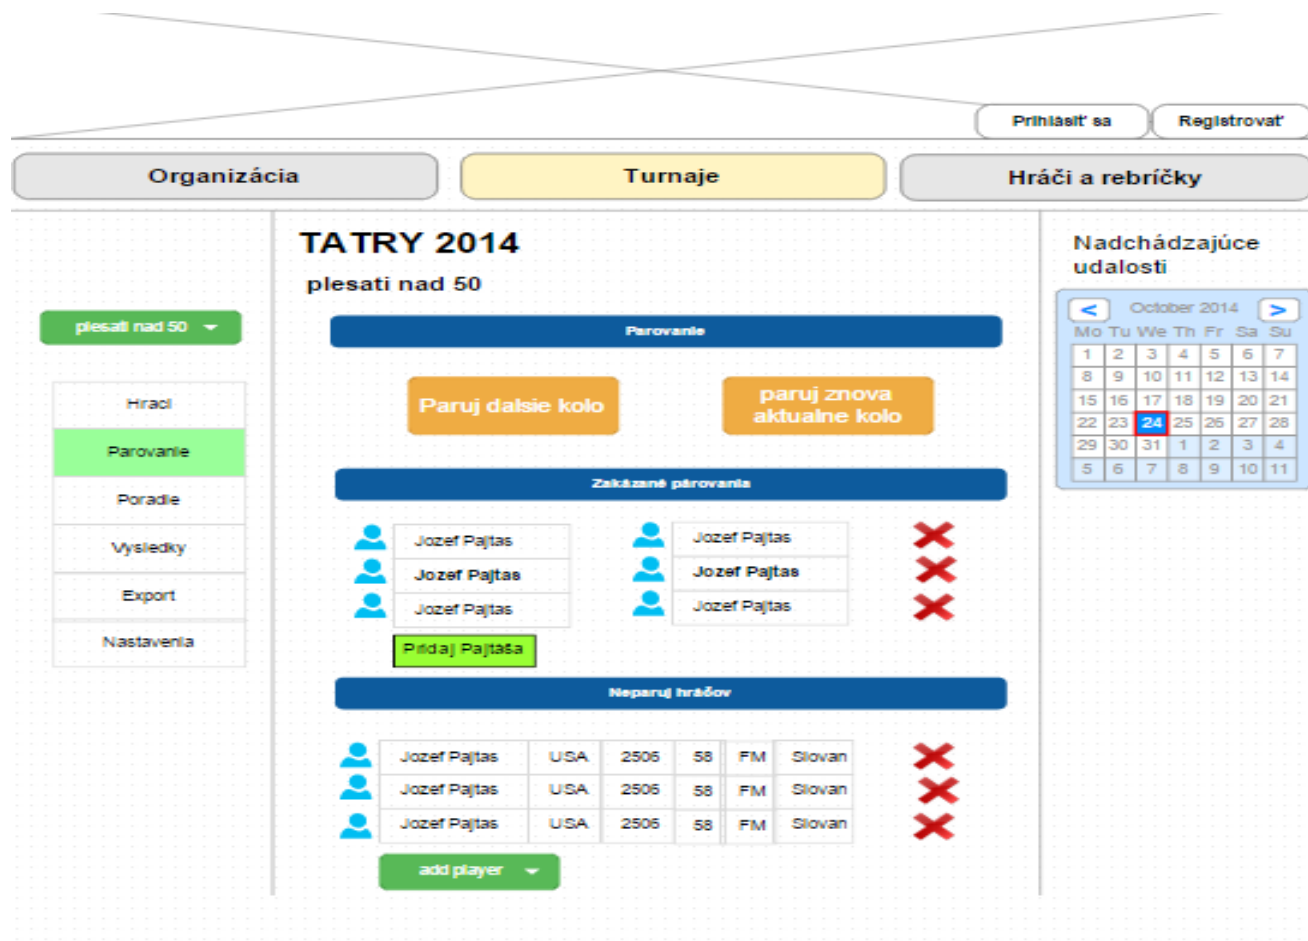 Prihlásiť sa
Registrovať
Organizácia
Turnaje
Hráči a rebríčky
TATRY 2014
plesati nad 50
plesati nad 50
Hraci
Parovanie
Poradie
Vysledky
Export
Nastavenia
Parovanie
Paruj dalsie kolo
paruj znova
aktualne kolo
Zakázané párovania
Jozef Pajtas Jozef Pajtas
Jozef Pajtas Jozef Pajtas
Jozef Pajtas Jozef Pajtas
Pridaj Pajtáša
Neparuj hráčov
Jozef Pajtas USA 2506 58 FM Slovan
Jozef Pajtas USA 2506 58 FM Slovan
Jozef Pajtas USA 2506 58 FM Slovan
add player
Nadchádzajúce
udalosti
< October 2014 >
Mo Tu We Th Fr Sa Su
1 2 3 4 5 6 7
8 9 10 11 12 13 14
15 16 17 18 19 20 21
22 23 24 25 26 27 28
29 30 31 1 2 3 4
5 6 7 8 9 10 11